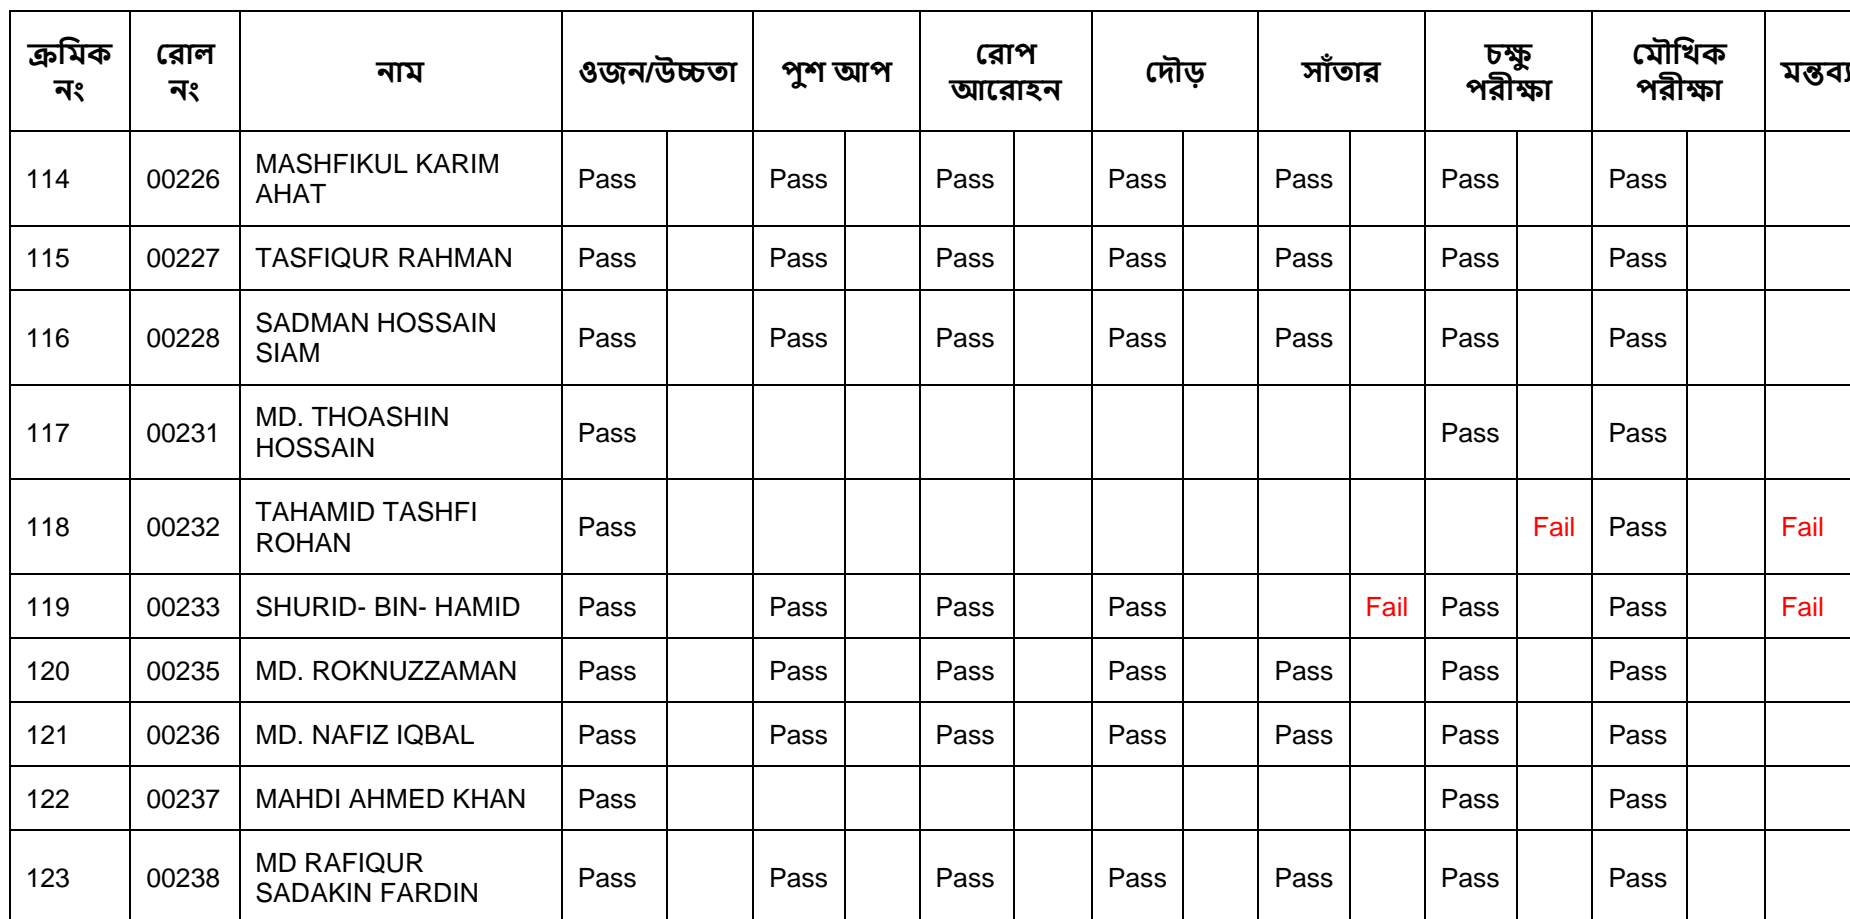 ক্রমিক নং রোল নং নাম ওজন/উচ্চতা পুশ আপ রোপ আরোহন দৌড় সাঁতার চক্ষু পরীক্ষা মৌখিক পরীক্ষা মন্তব্য
114 00226 MASHFIKUL KARIM AHAT Pass Pass Pass Pass Pass Pass Pass
115 00227 TASFIQUR RAHMAN Pass Pass Pass Pass Pass Pass Pass
116 00228 SADMAN HOSSAIN SIAM Pass Pass Pass Pass Pass Pass Pass
117 00231 MD. THOASHIN HOSSAIN Pass Pass Pass
118 00232 TAHAMID TASHFI ROHAN Pass Fail Pass Fail
119 00233 SHURID- BIN- HAMID Pass Pass Pass Pass Fail Pass Pass Fail
120 00235 MD. ROKNUZZAMAN Pass Pass Pass Pass Pass Pass Pass
121 00236 MD. NAFIZ IQBAL Pass Pass Pass Pass Pass Pass Pass
122 00237 MAHDI AHMED KHAN Pass Pass Pass
123 00238 MD RAFIQUR SADAKIN FARDIN Pass Pass Pass Pass Pass Pass Pass